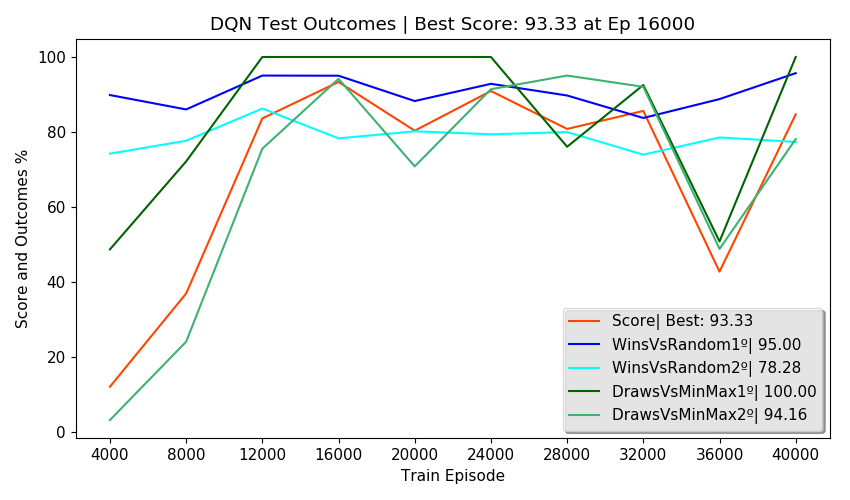 DQN Test Outcomes | Best Score: 93.33 at Ep 16000
100
80
60
40
20
0
Score and Outcomes %
4000 8000 12000 16000 20000 24000 28000 32000 36000 40000
Train Episode
Score| Best: 93.33
WinsVsRandom1º| 95.00
WinsVsRandom2º| 78.28
DrawsVsMinMax1º| 100.00
DrawsVsMinMax2º| 94.16